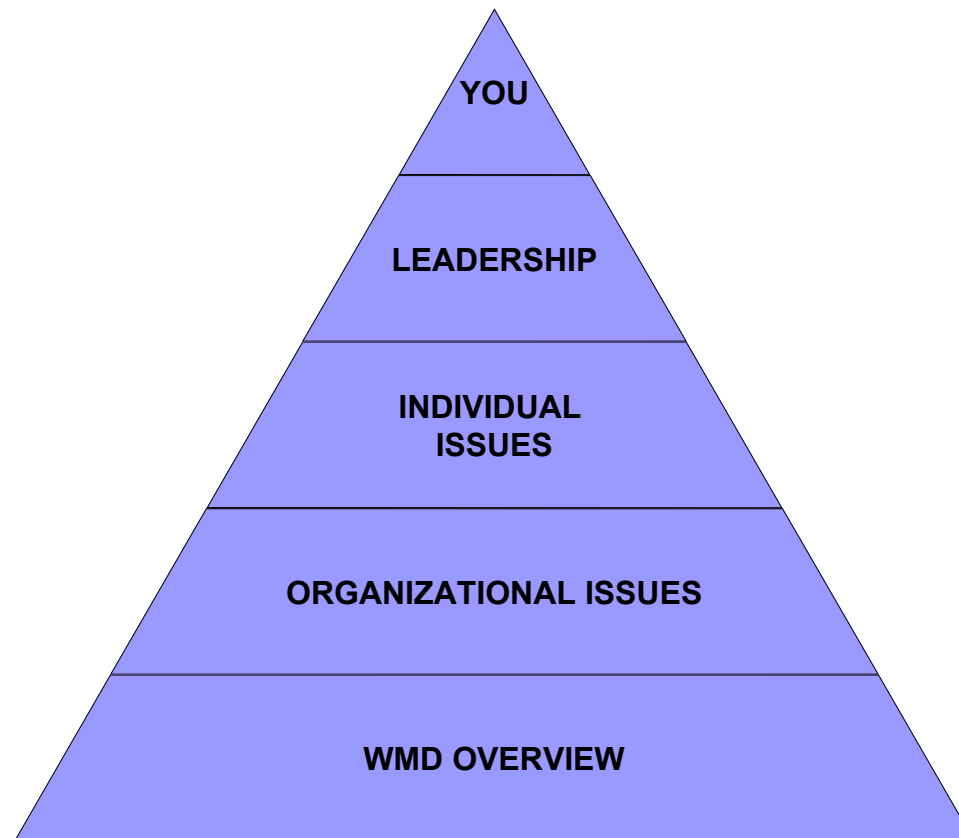 YOU
LEADERSHIP
INDIVIDUAL
ISSUES
ORGANIZATIONAL ISSUES
WMD OVERVIEW